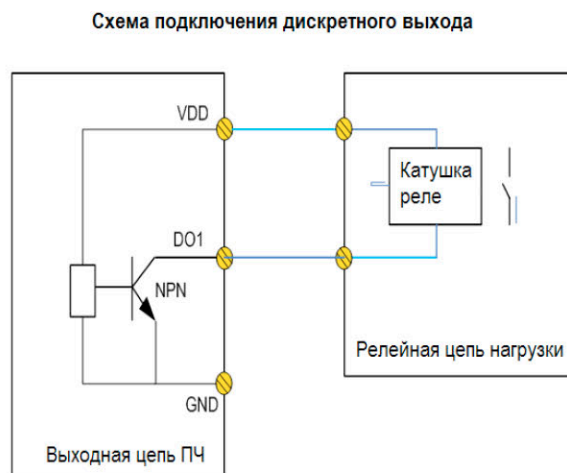 Схема подключения дискретного выхода
VDD
Катушка
реле
DO1
NPN
Релейная цепь нагрузки
GND
Выходная цепь ПЧ